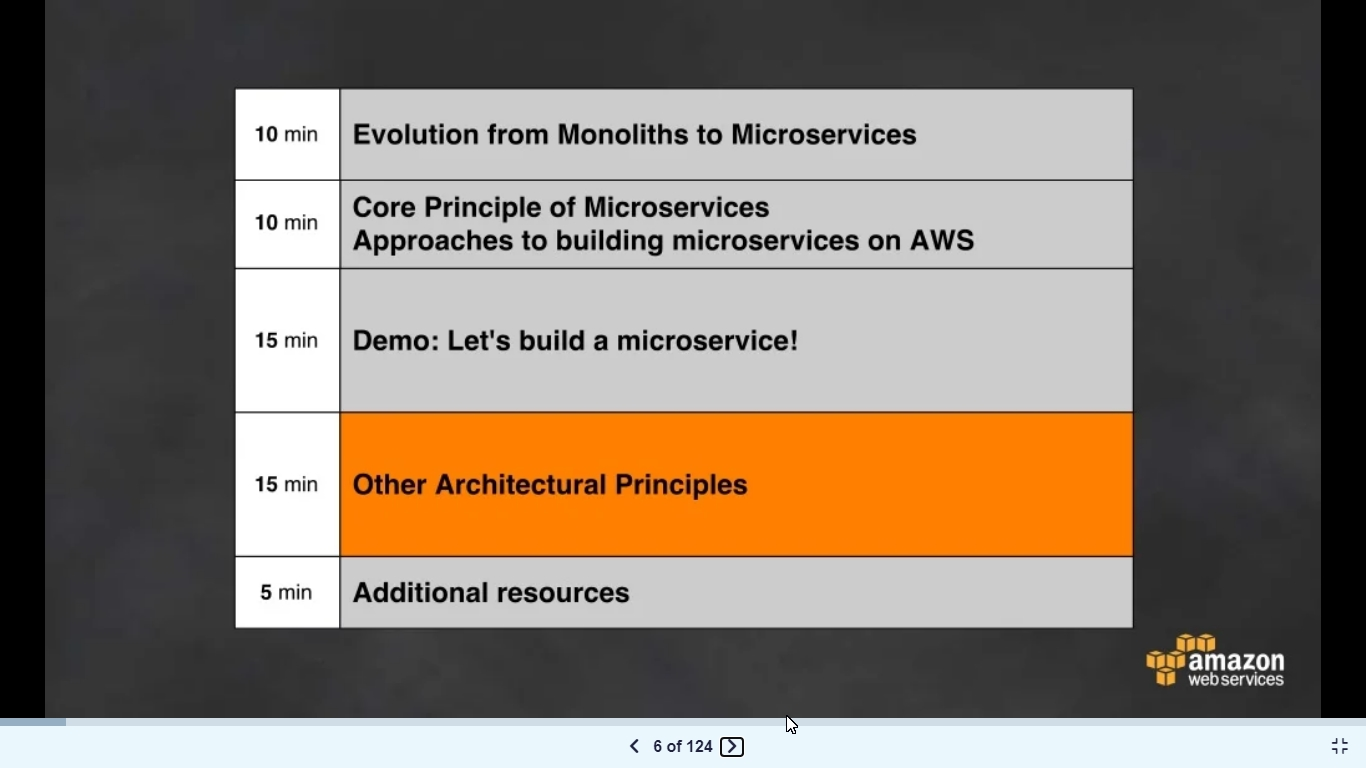 10 min
Evolution from Monoliths to Microservices
10 min
Core Principle of Microservices
Approaches to building microservices on AWS
15 min
Demo: Let's build a microservice!
15 min
Other Architectural Principles
5 min
Additional resources
amazon
webservices
6 of 124